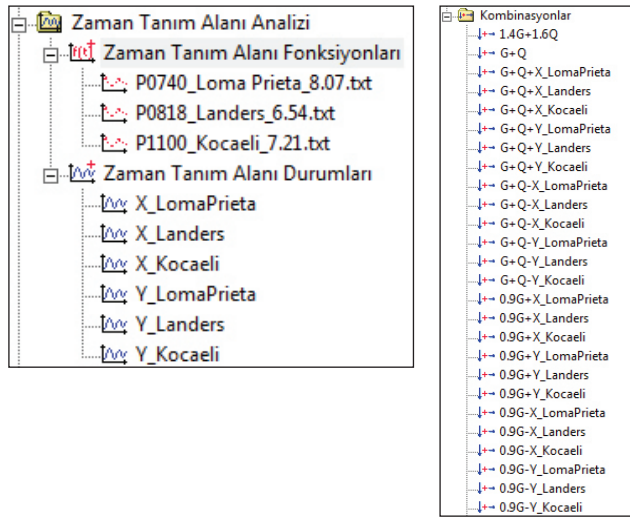 Zaman Tanım Alanı Analizi
Zaman Tanım Alanı Fonksiyonları
P0740_Loma Prieta_8.07.txt
P0818_Landers_6.54.txt
P1100_Kocaeli_7.21.txt
Zaman Tanım Alanı Durumları
X_LomaPrieta
X_Landers
X_Kocaeli
Y_LomaPrieta
Y_Landers
Y_Kocaeli
Kombinasyonlar
1.4G+1.6Q
G+Q
G+Q+X_LomaPrieta
G+Q+X_Landers
G+Q+X_Kocaeli
G+Q+Y_LomaPrieta
G+Q+Y_Landers
G+Q+Y_Kocaeli
G+Q-X_LomaPrieta
G+Q-X_Landers
G+Q-X_Kocaeli
G+Q-Y_LomaPrieta
G+Q-Y_Landers
G+Q-Y_Kocaeli
0.9G+X_LomaPrieta
0.9G+X_Landers
0.9G+X_Kocaeli
0.9G+Y_LomaPrieta
0.9G+Y_Landers
0.9G+Y_Kocaeli
0.9G-X_LomaPrieta
0.9G-X_Landers
0.9G-X_Kocaeli
0.9G-Y_LomaPrieta
0.9G-Y_Landers
0.9G-Y_Kocaeli